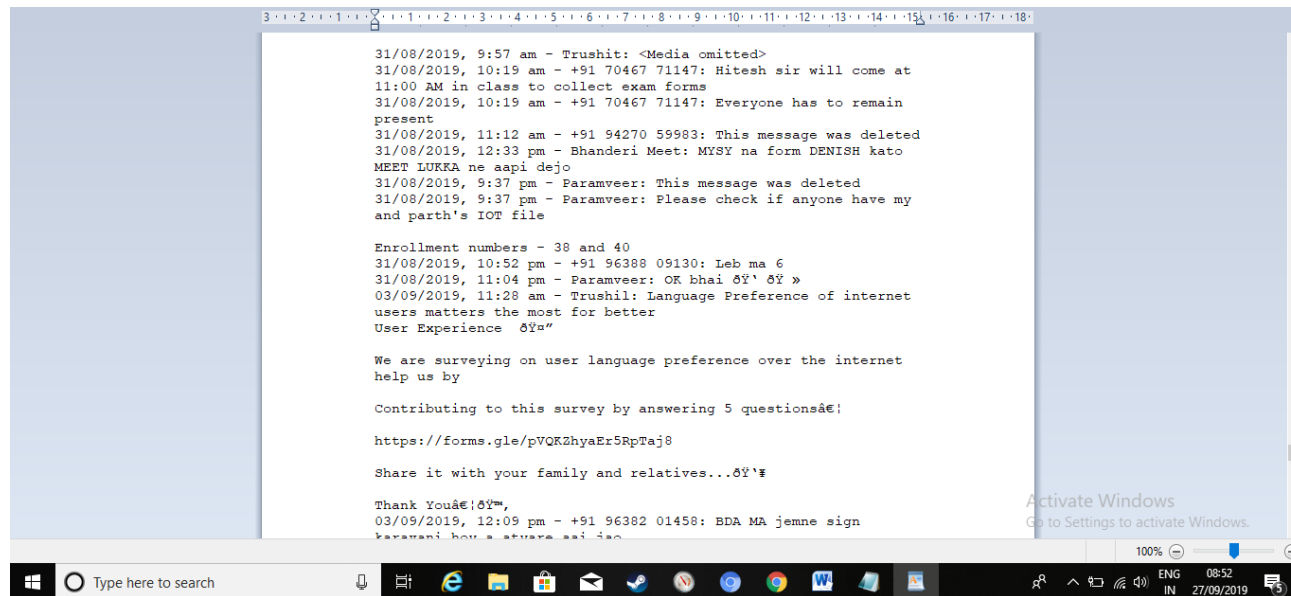 3 · 2 · 1 · 1 · 2 · 3 · 4 · 5 · 6 · 7 · 8 · 9 · 10 · 11 · 12 · 13 · 14 · 15 · 16 · 17 · 18
31/08/2019, 9:57 am - Trushit: <Media omitted>
31/08/2019, 10:19 am - +91 70467 71147: Hitesh sir will come at
11:00 AM in class to collect exam forms
31/08/2019, 10:19 am - +91 70467 71147: Everyone has to remain
present
31/08/2019, 11:12 am - +91 94270 59983: This message was deleted
31/08/2019, 12:33 pm - Bhanderi Meet: MYSY na form DENISH kato
MEET LUKKA ne aapi dejo
31/08/2019, 9:37 pm - Paramveer: This message was deleted
31/08/2019, 9:37 pm - Paramveer: Please check if anyone have my
and parth's IOT file
Enrollment numbers - 38 and 40
31/08/2019, 10:52 pm - +91 96388 09130: Leb ma 6
31/08/2019, 11:04 pm - Paramveer: OK bhai ðŸ‘ ðŸ »
03/09/2019, 11:28 am - Trushil: Language Preference of internet
users matters the most for better
User Experience ðŸ¤”
We are surveying on user language preference over the internet
help us by
Contributing to this survey by answering 5 questionsâ€¦
https://forms.gle/pVQKZhyaEr5RpTaj8
Share it with your family and relatives...ðŸ‘¥
Thank Youâ€¦ðŸ™‚
03/09/2019, 12:09 pm - +91 96382 01458: BDA MA jemne sign
Activate Windows
Go to Settings to activate Windows.
100%
Type here to search
ENG
IN
08:52
27/09/2019
5